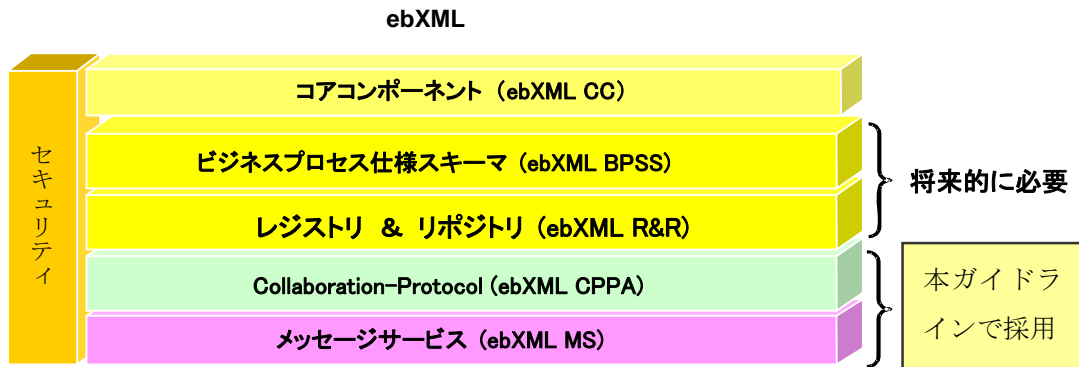 ebXML
コアコンポーネント (ebXML CC)
ビジネスプロセス仕様スキーマ (ebXML BPSS)
レジストリ & リポジトリ (ebXML R&R)
Collaboration-Protocol (ebXML CPPA)
メッセージサービス (ebXML MS)
セキュリティ
将来的に必要
本ガイドラ
インで採用